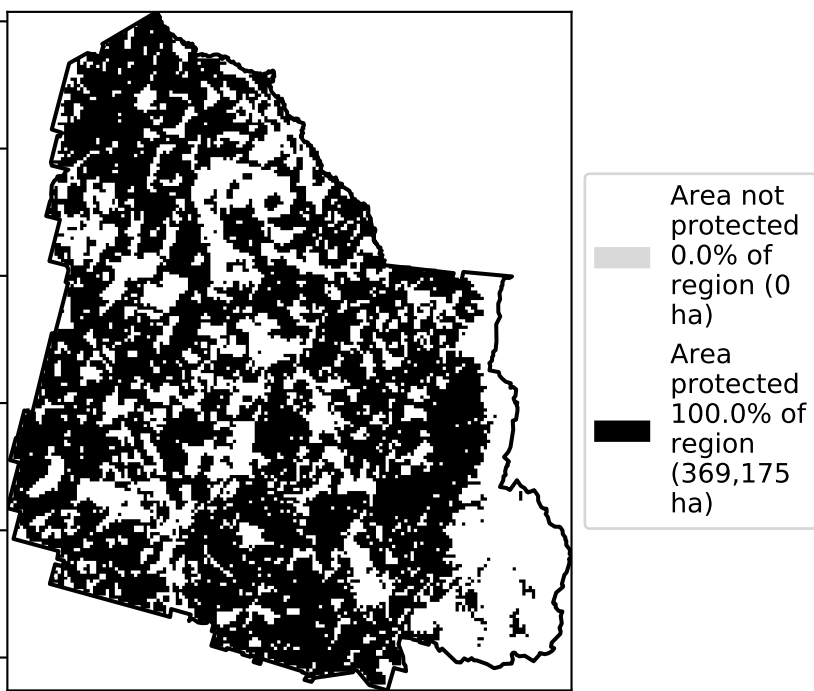 Area not
protected
0.0% of
region (0
ha)
Area
protected
100.0% of
region
(369,175
ha)